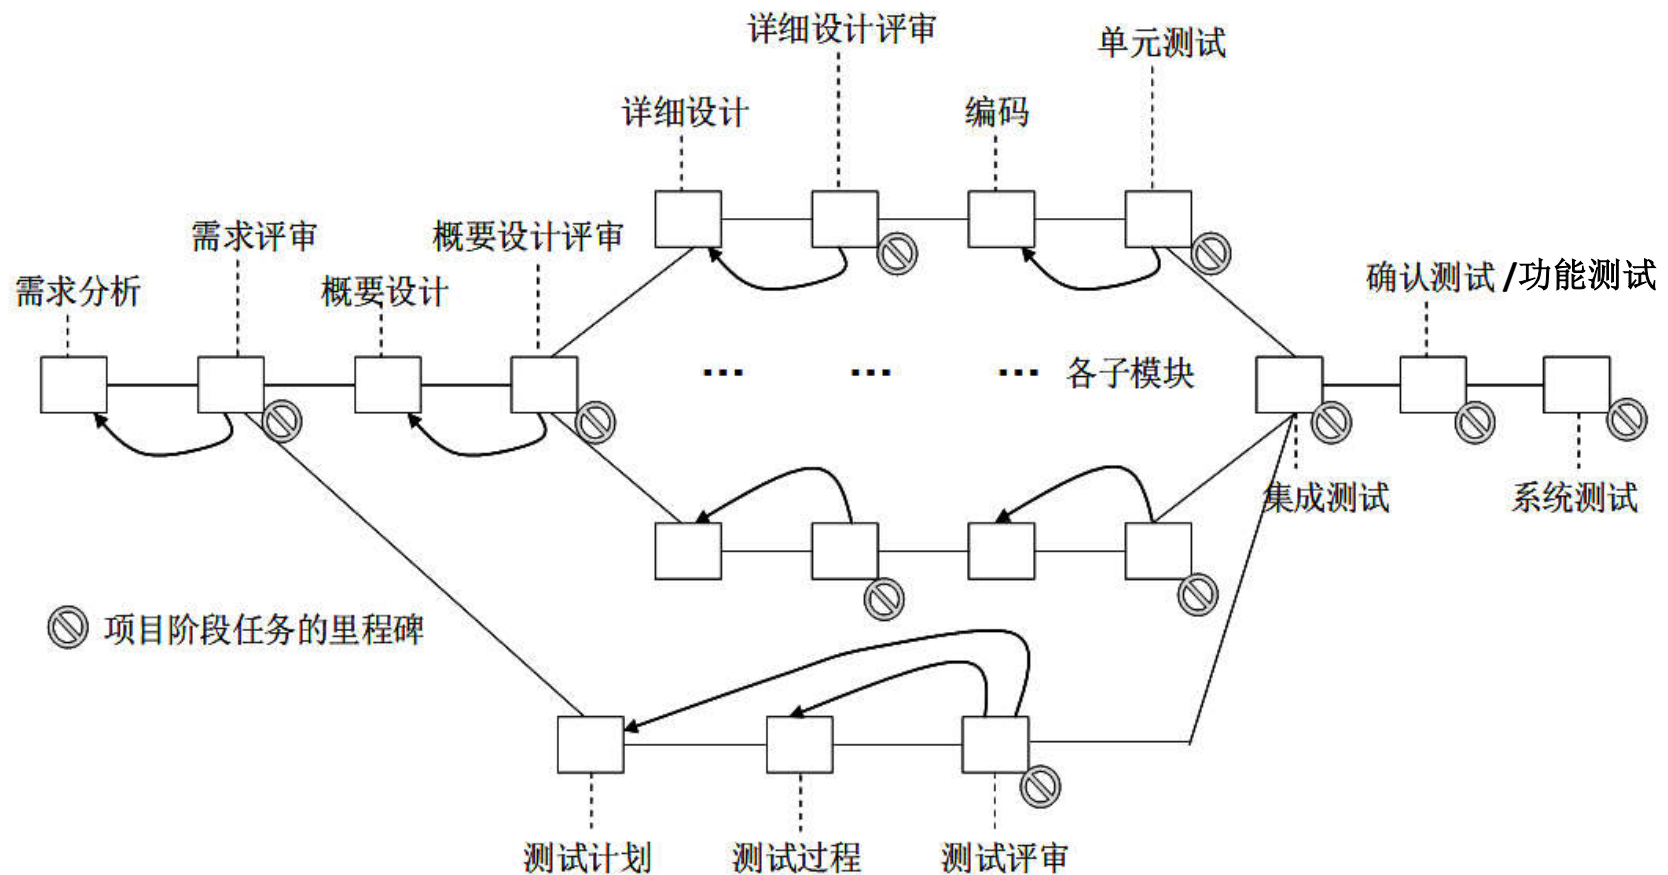 详细设计评审
单元测试
详细设计
编码
需求评审
概要设计评审
需求分析
概要设计
确认测试/功能测试
... ... ... 各子模块
集成测试
系统测试
项目阶段任务的里程碑
测试计划
测试过程
测试评审